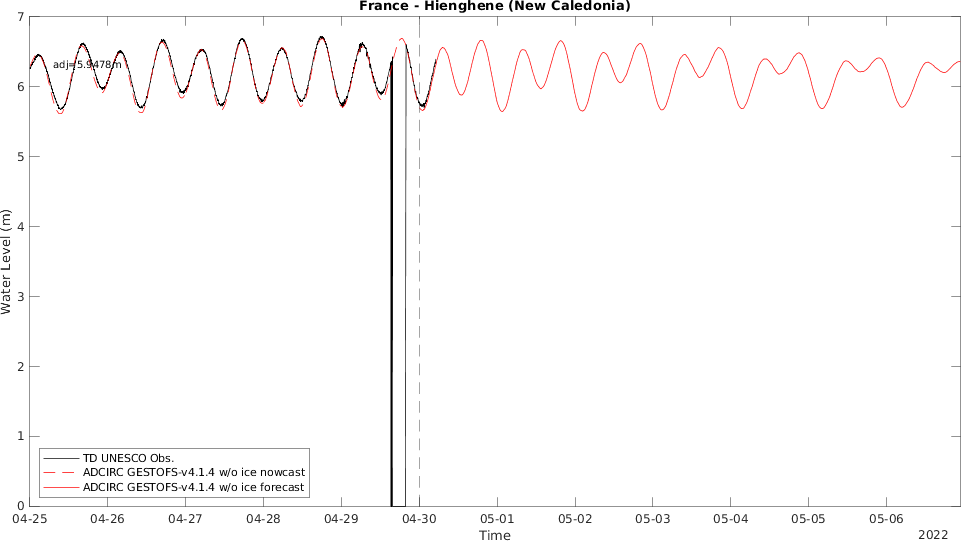 France - Hienghene (New Caledonia)
7
6
5
4
3
2
1
0
Water Level (m)
adj=5.9478m
TD UNESCO Obs.
ADCIRC GESTOFS-v4.1.4 w/o ice nowcast
ADCIRC GESTOFS-v4.1.4 w/o ice forecast
04-25 04-26 04-27 04-28 04-29 04-30 05-01 05-02 05-03 05-04 05-05 05-06
Time
2022